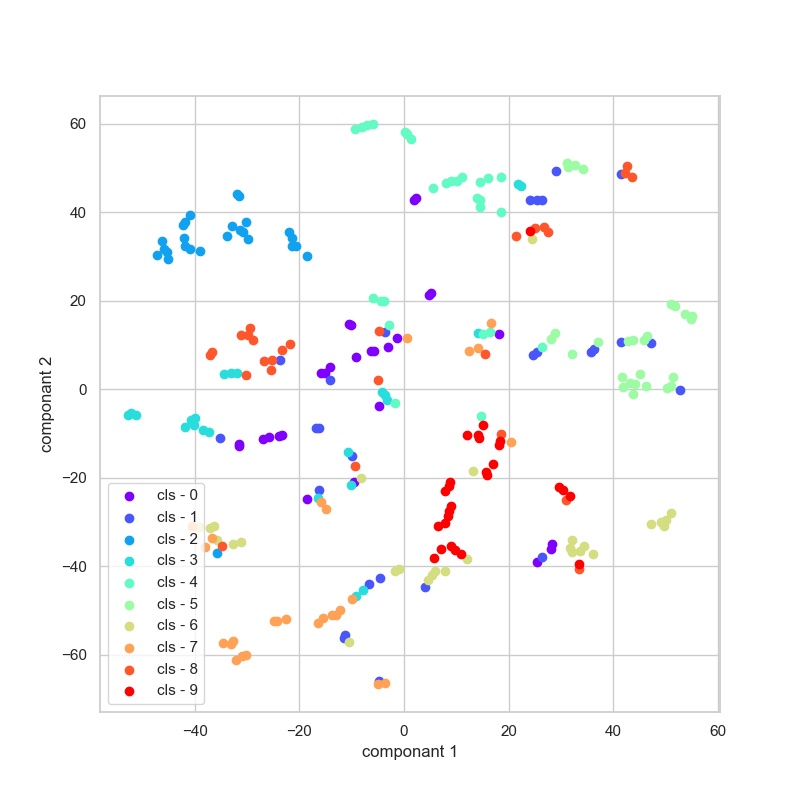 60
40
20
0
−20
−40
−60
componant 2
cls - 0
cls - 1
cls - 2
cls - 3
cls - 4
cls - 5
cls - 6
cls - 7
cls - 8
cls - 9
−40 −20 0 20 40 60
componant 1